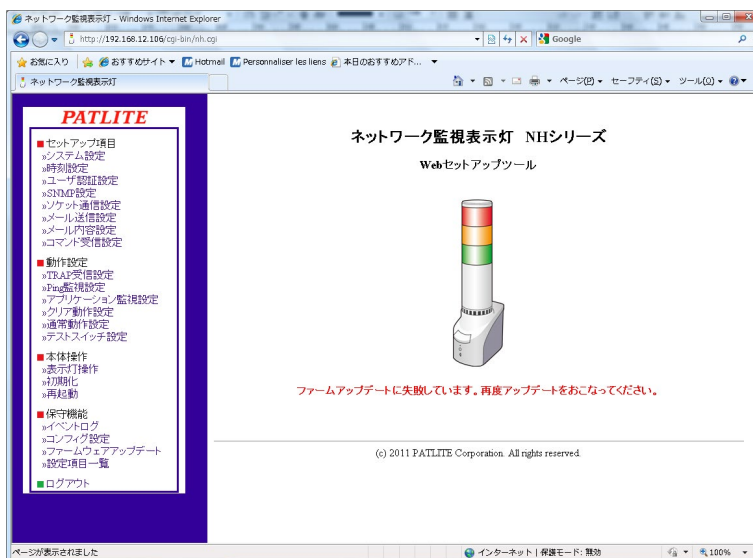 ネットワーク監視表示灯 - Windows Internet Explorer
http://192.168.12.106/cgi-bin/nh.cgi
Google
お気に入り おすすめサイト ▼ Hotmail Personnaliser les liens 本日のおすすめアド... ▼
ネットワーク監視表示灯
ページ(P) ▼ セーフティ(S) ▼ ツール(O) ▼
PATLITE
■セットアップ項目
»システム設定
»時刻設定
»ユーザ認証設定
»SNMP設定
»ソケット通信設定
»メール送信設定
»メール内容設定
»コマンド受信設定
■動作設定
»TRAP受信設定
»Ping監視設定
»アプリケーション監視設定
»クリア動作設定
»通常動作設定
»テストスイッチ設定
■本体操作
»表示灯操作
»初期化
»再起動
■保守機能
»イベントログ
»コンフィグ設定
»ファームウェアアップデート
»設定項目一覧
■ログアウト
ネットワーク監視表示灯 NHシリーズ
Webセットアップツール
ファームアップデートに失敗しています。再度アップデートをおこなってください。
(c) 2011 PATLITE Corporation. All rights reserved.
ページが表示されました
インターネット | 保護モード: 無効
100%